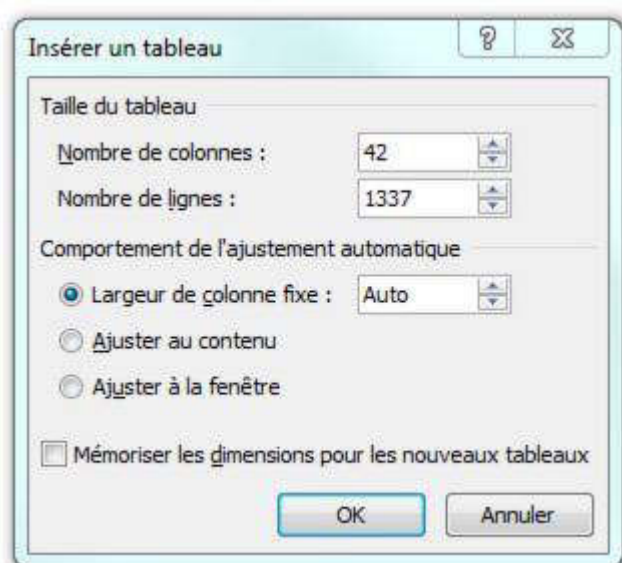 Insérer un tableau
Taille du tableau
Nombre de colonnes : 42
Nombre de lignes : 1337
Comportement de l'ajustement automatique
Largeur de colonne fixe : Auto
Ajuster au contenu
Ajuster à la fenêtre
Mémoriser les dimensions pour les nouveaux tableaux
OK Annuler